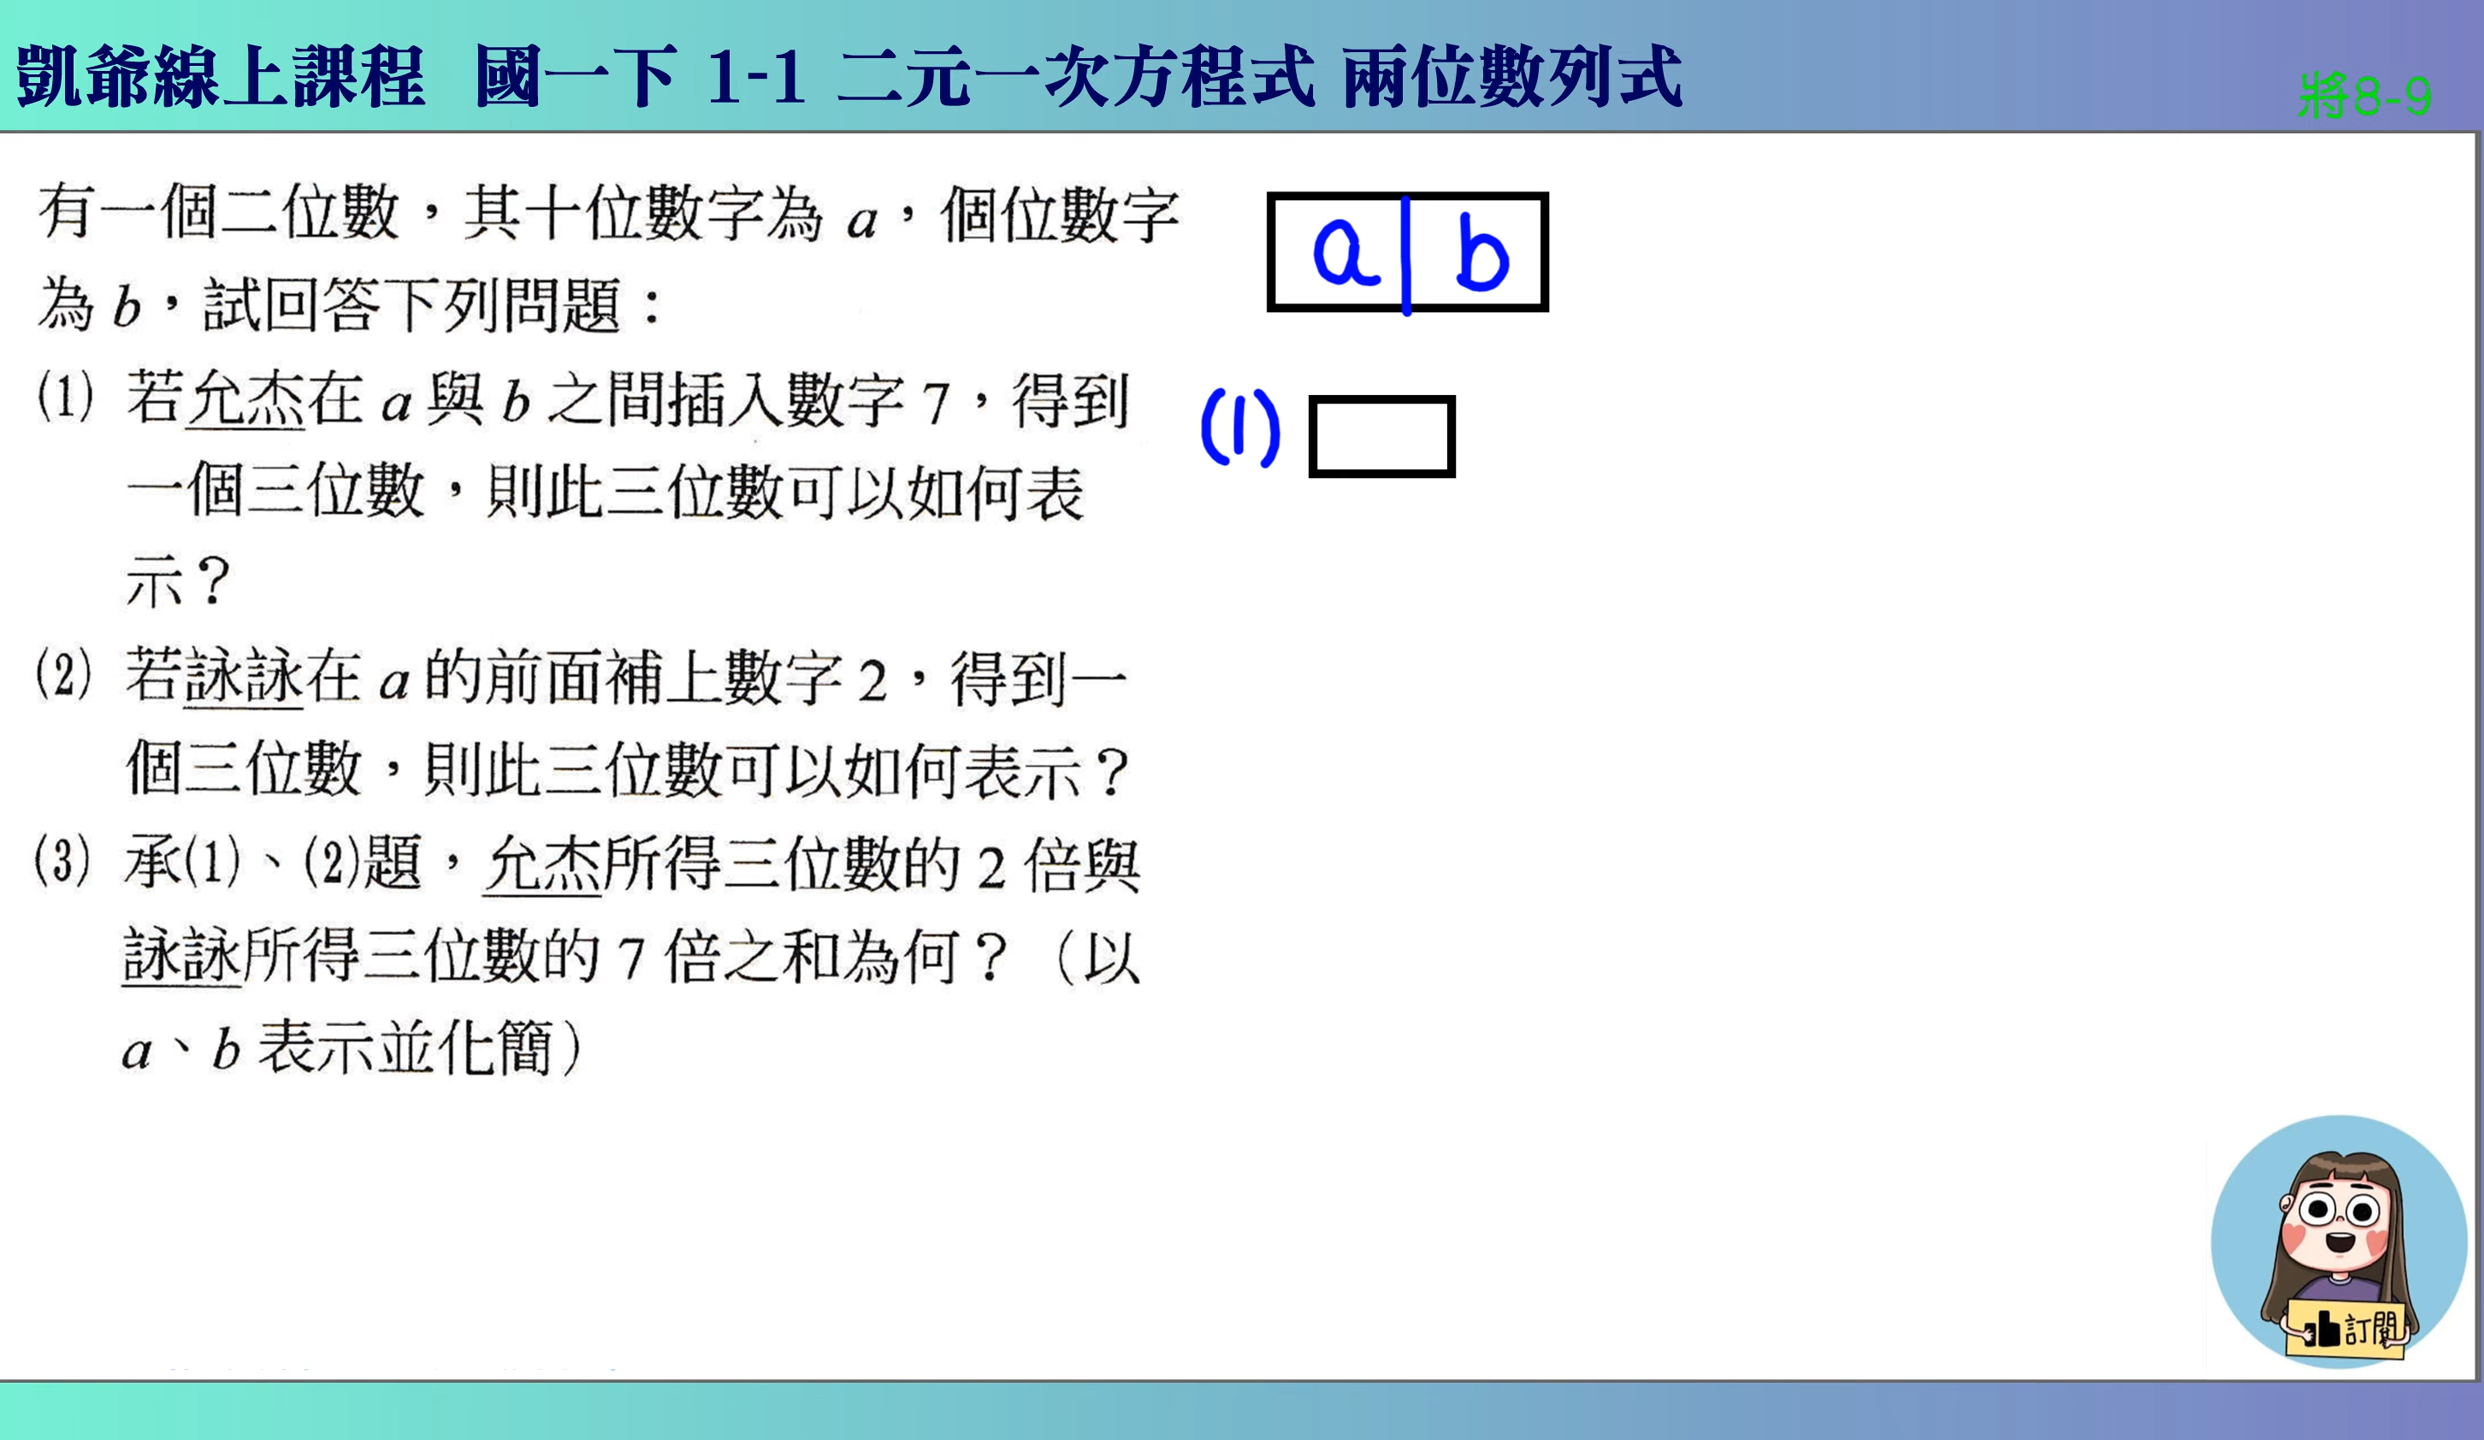 凱爺線上課程 國一下 1-1 二元一次方程式 兩位數列式
將8-9
有一個二位數，其十位數字為 a，個位數字
為 b，試回答下列問題：
(1) 若允杰在 a 與 b 之間插入數字 7，得到
一個三位數，則此三位數可以如何表
示？
(2) 若詠詠在 a 的前面補上數字 2，得到一
個三位數，則此三位數可以如何表示？
(3) 承(1)、(2)題，允杰所得三位數的 2 倍與
詠詠所得三位數的 7 倍之和為何？（以
a、b 表示並化簡）
a b
(1)
訂閱